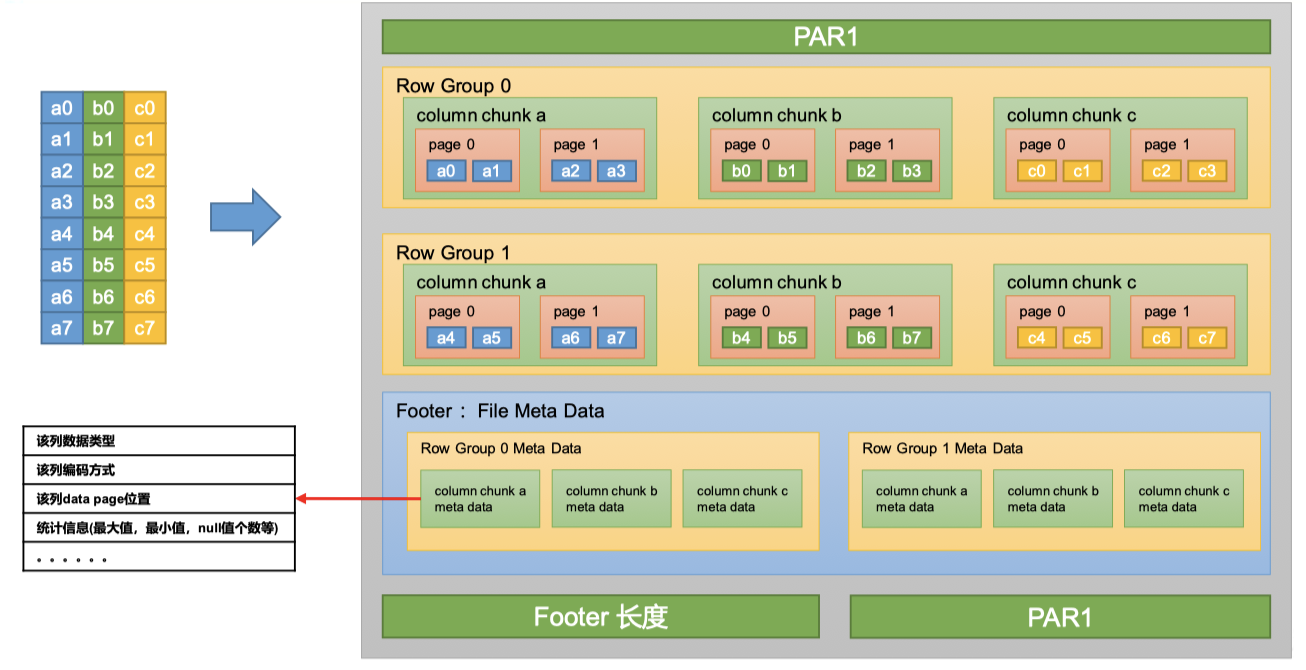 PAR1
a0 b0 c0
a1 b1 c1
a2 b2 c2
a3 b3 c3
a4 b4 c4
a5 b5 c5
a6 b6 c6
a7 b7 c7
Row Group 0
column chunk a
page 0
a0 a1
page 1
a2 a3
column chunk b
page 0
b0 b1
page 1
b2 b3
column chunk c
page 0
c0 c1
page 1
c2 c3
Row Group 1
column chunk a
page 0
a4 a5
page 1
a6 a7
column chunk b
page 0
b4 b5
page 1
b6 b7
column chunk c
page 0
c4 c5
page 1
c6 c7
Footer： File Meta Data
Row Group 0 Meta Data
column chunk a
meta data
column chunk b
meta data
column chunk c
meta data
Row Group 1 Meta Data
column chunk a
meta data
column chunk b
meta data
column chunk c
meta data
该列数据类型
该列编码方式
该列data page位置
统计信息(最大值，最小值，null值个数等)
。。。。。。
Footer 长度
PAR1